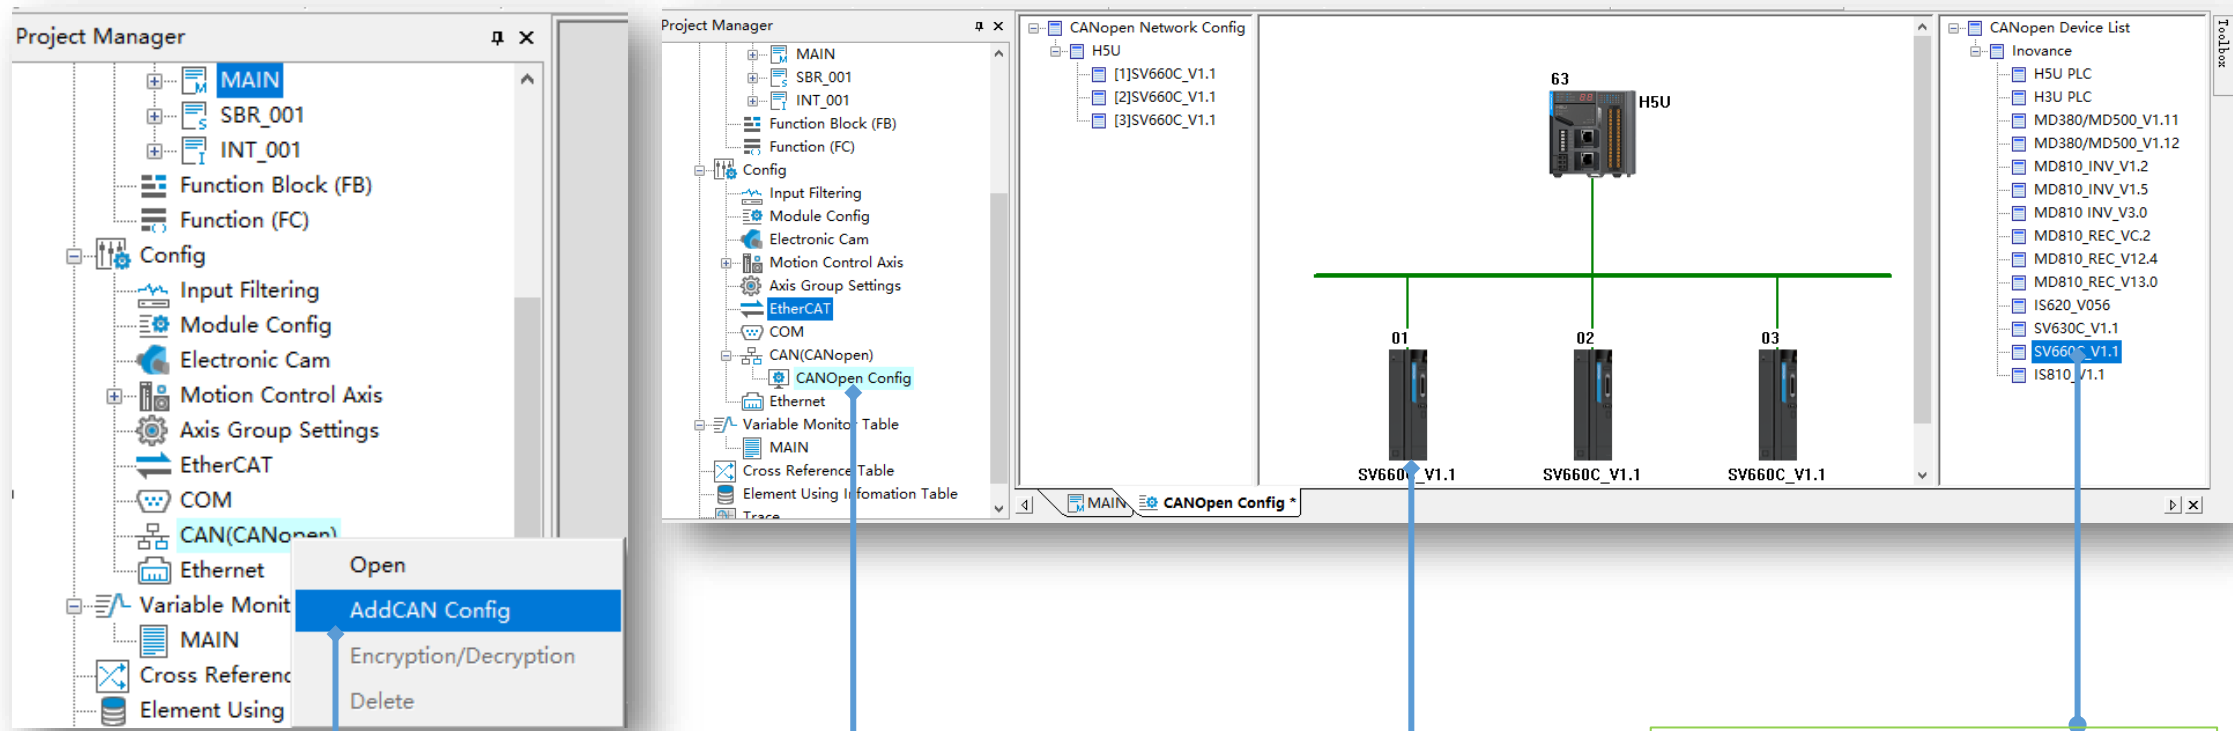 Project Manager
MAIN
SBR_001
INT_001
Function Block (FB)
Function (FC)
Config
Input Filtering
Module Config
Electronic Cam
Motion Control Axis
Axis Group Settings
EtherCAT
COM
CAN(CANopen)
Ethernet
Variable Monit
MAIN
Cross Referenc
Element Using
Open
AddCAN Config
Encryption/Decryption
Delete
Project Manager
MAIN
SBR_001
INT_001
Function Block (FB)
Function (FC)
Config
Input Filtering
Module Config
Electronic Cam
Motion Control Axis
Axis Group Settings
EtherCAT
COM
CAN(CANopen)
CANOpen Config
Ethernet
Variable Monitor Table
MAIN
Cross Reference Table
Element Using Infomation Table
Trace
CANopen Network Config
H5U
[1]SV660C_V1.1
[2]SV660C_V1.1
[3]SV660C_V1.1
63
H5U
01
02
03
SV660C_V1.1
SV660C_V1.1
SV660C_V1.1
MAIN
CANOpen Config *
CANopen Device List
Inovance
H5U PLC
H3U PLC
MD380/MD500_V1.11
MD380/MD500_V1.12
MD810_INV_V1.2
MD810_INV_V1.5
MD810 INV_V3.0
MD810_REC_VC.2
MD810_REC_V12.4
MD810_REC_V13.0
IS620_V056
SV630C_V1.1
SV660C_V1.1
IS810_V1.1
Toolbox